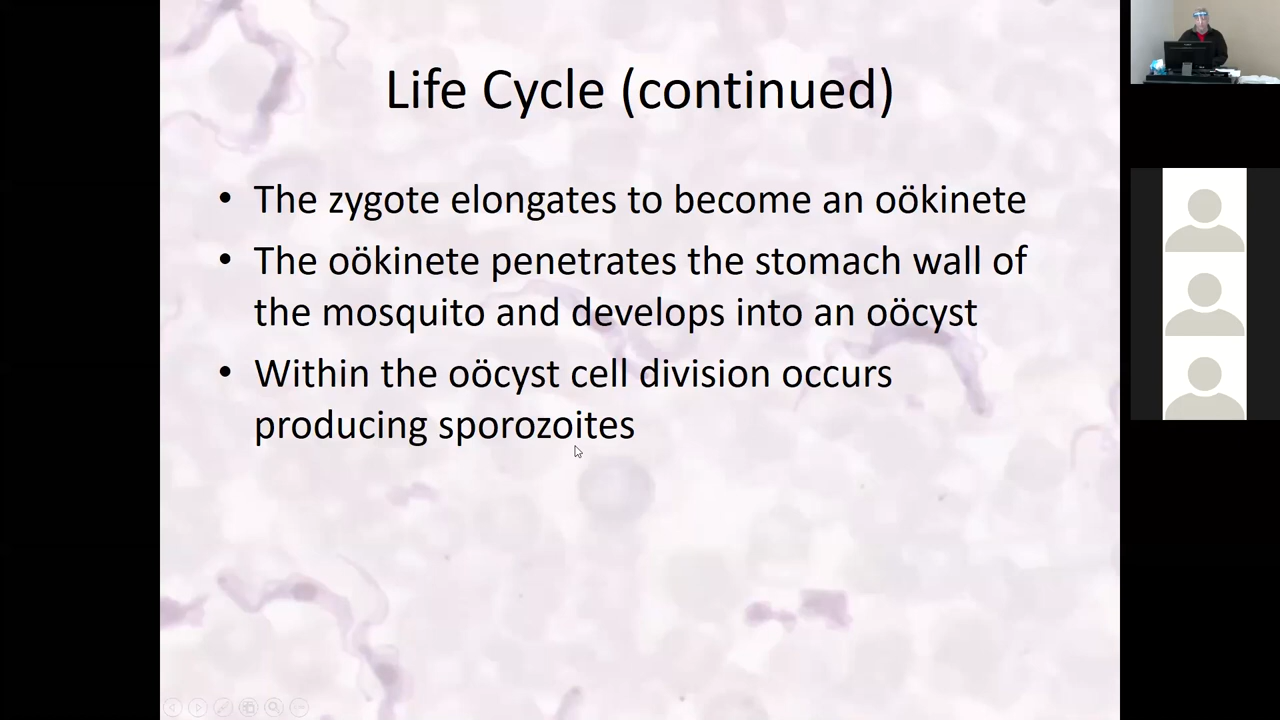 Life Cycle (continued)
• The zygote elongates to become an oökinete
• The oökinete penetrates the stomach wall of
the mosquito and develops into an oöcyst
• Within the oöcyst cell division occurs
producing sporozoites